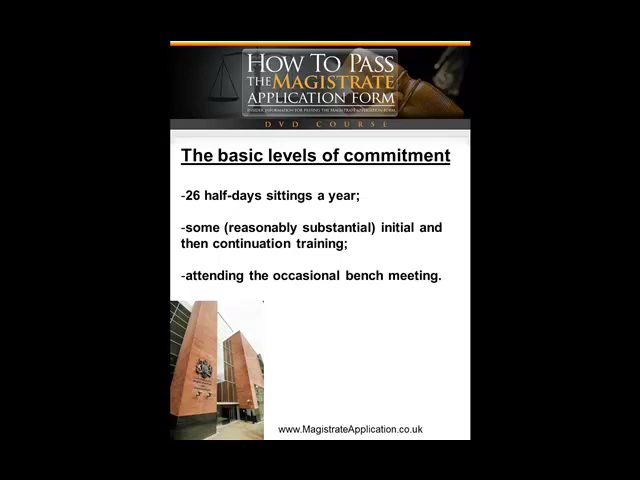 How To Pass
the Magistrate
Application Form
DVD COURSE
The basic levels of commitment
-26 half-days sittings a year;
-some (reasonably substantial) initial and
then continuation training;
-attending the occasional bench meeting.
www.MagistrateApplication.co.uk